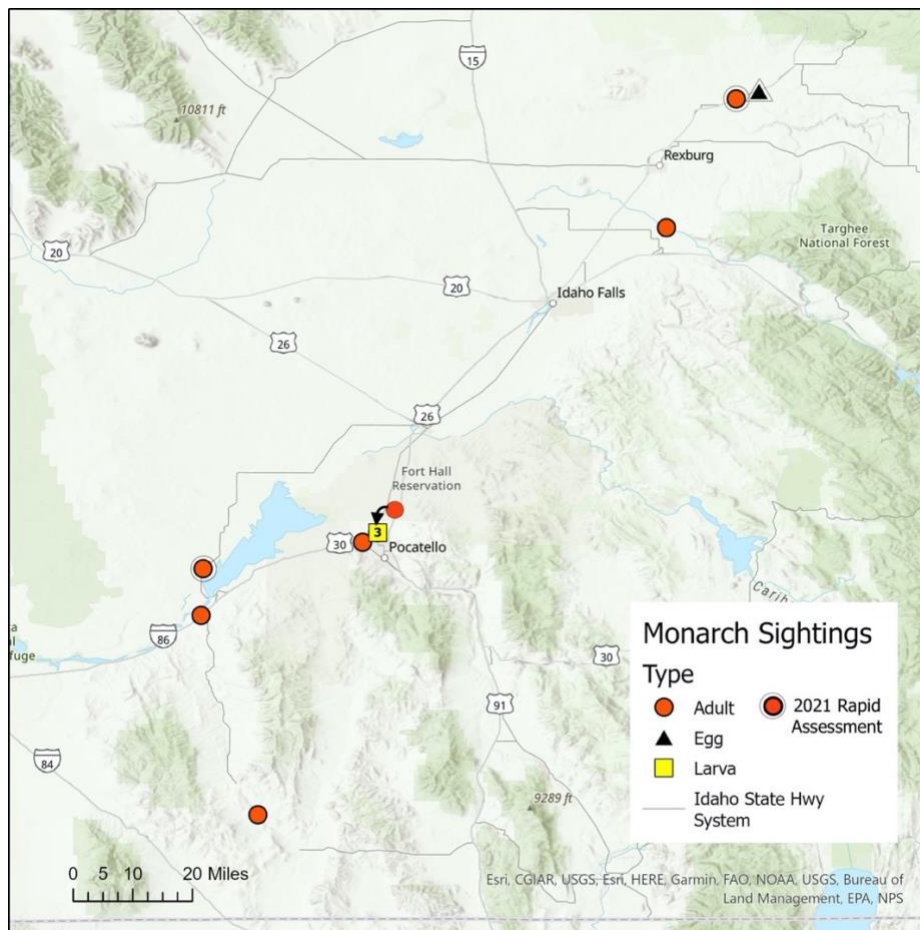 15
10811 ft
Rexburg
20
Targhee
National Forest
20
Idaho Falls
26
26
Fort Hall
Reservation
3
30
Pocatello
86
fuge
30
91
84
9289 ft
Monarch Sightings
Type
Adult
2021 Rapid
Assessment
Egg
Larva
Idaho State Hwy
System
0 5 10 20 Miles
Esri, CGIAR, USGS, Esri, HERE, Garmin, FAO, NOAA, USGS, Bureau of
Land Management, EPA, NPS
Carib